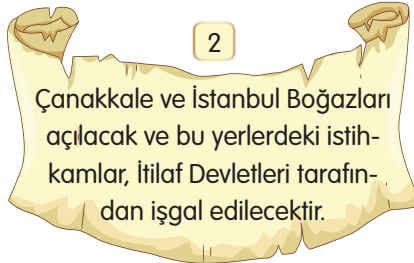 2
Çanakkale ve İstanbul Boğazları
açılacak ve bu yerlerdeki istih-
kamlar, İtilaf Devletleri tarafın-
dan işgal edilecektir.